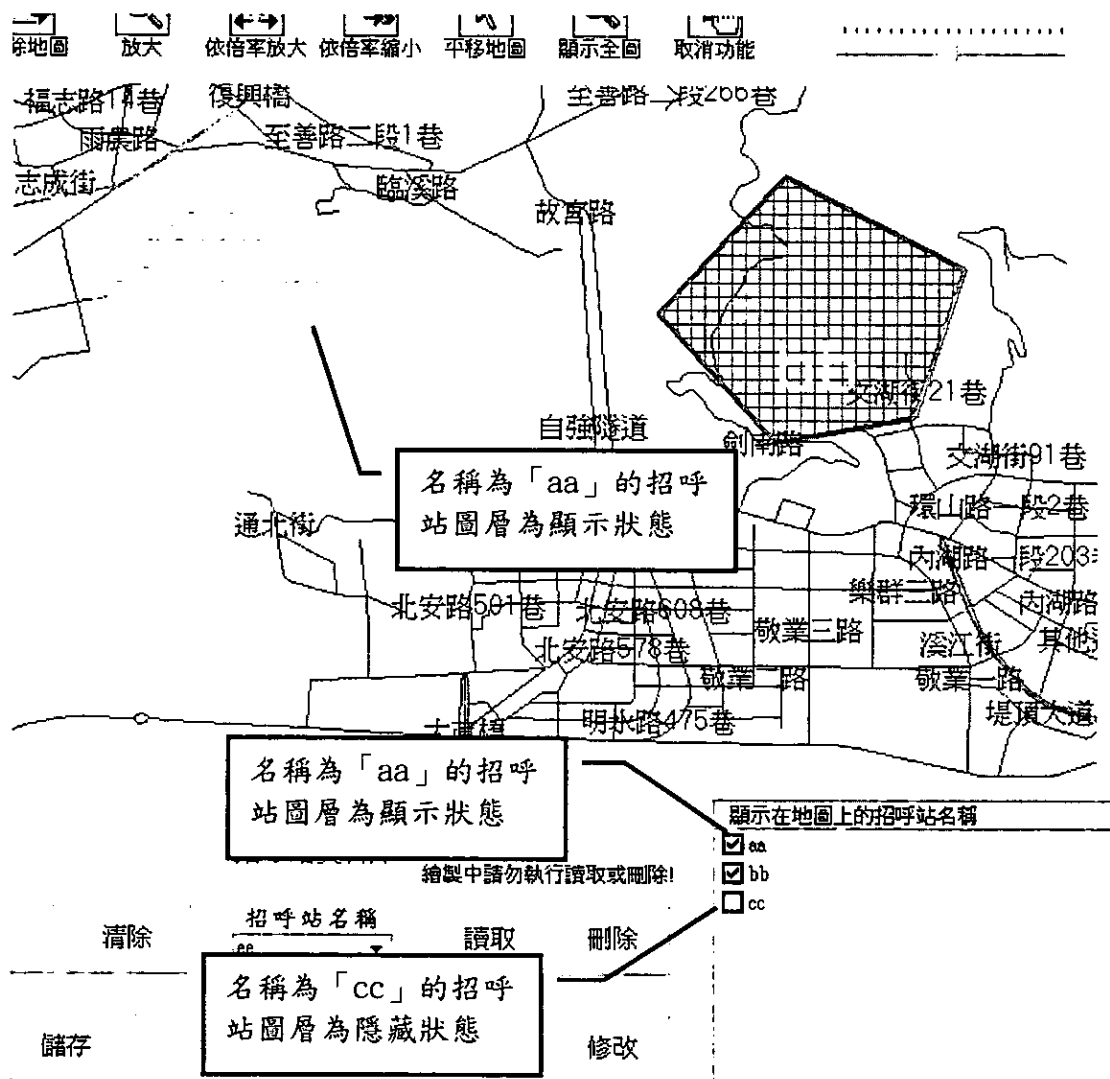 除地圖 放大 依倍率放大 依倍率縮小 平移地圖 顯示全圖 取消功能
福志路14巷 復興橋 至善路 段266巷
雨農路 至善路二段1巷
志成街 臨溪路
故宮路
文湖街21巷
自強隧道 劍南路
文湖街91巷
名稱為「aa」的招呼
站圖層為顯示狀態
通北街 環山路一段2巷
內湖路 段203
北安路501巷 北安路608巷 樂群二路 內湖路
敬業三路 溪江街 其他
北安路578巷
敬業二路 敬業一路
明水路475巷 堤頂大道
名稱為「aa」的招呼
站圖層為顯示狀態
顯示在地圖上的招呼站名稱
aa
繪製中請勿執行讀取或刪除!
bb
cc
招呼站名稱
清除 讀取 刪除
名稱為「cc」的招呼
站圖層為隱藏狀態
儲存 修改